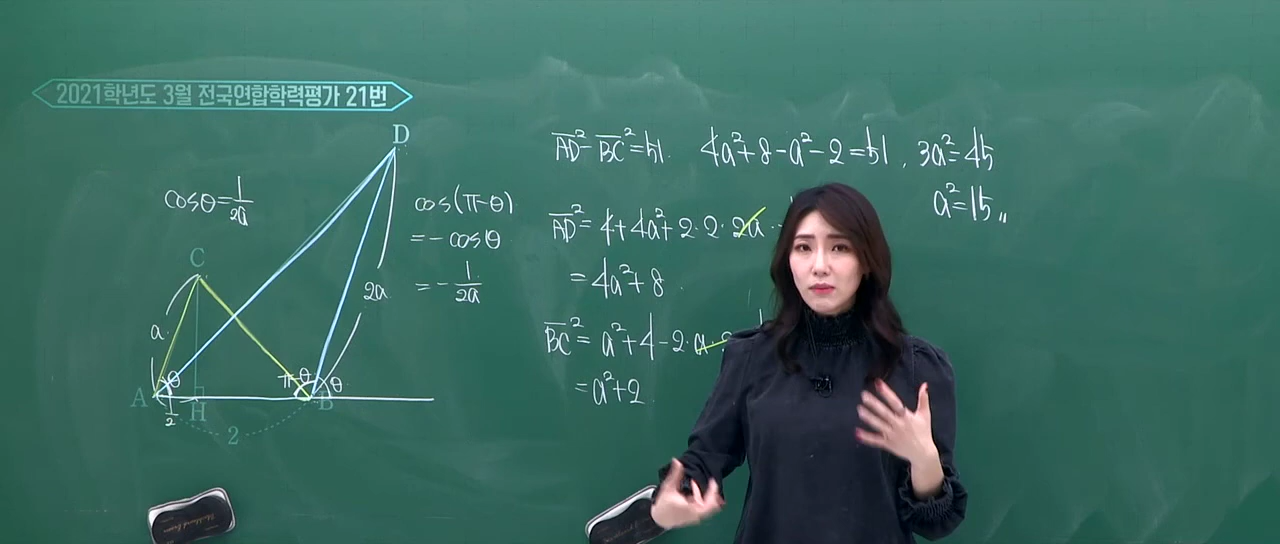 2021학년도 3월 전국연합학력평가 21번
D
cosθ=1/2a
cos(π-θ)
=-cosθ
=-1/2a
C
a
2a
θ
π-θ
θ
A
1/2
H
B
2
AD²-BC²=51. 4a²+8-a²-2=51, 3a²=45
a²=15
AD²=4+4a²+2·2·2a·
=4a²+8
BC²=a²+4-2·a·2
=a²+2